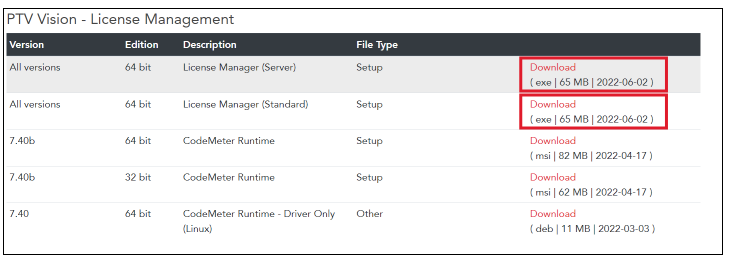 PTV Vision - License Management
Version Edition Description File Type
All versions 64 bit License Manager (Server) Setup Download
( exe | 65 MB | 2022-06-02 )
All versions 64 bit License Manager (Standard) Setup Download
( exe | 65 MB | 2022-06-02 )
7.40b 64 bit CodeMeter Runtime Setup Download
( msi | 82 MB | 2022-04-17 )
7.40b 32 bit CodeMeter Runtime Setup Download
( msi | 62 MB | 2022-04-17 )
7.40 64 bit CodeMeter Runtime - Driver Only Other Download
(Linux) ( deb | 11 MB | 2022-03-03 )